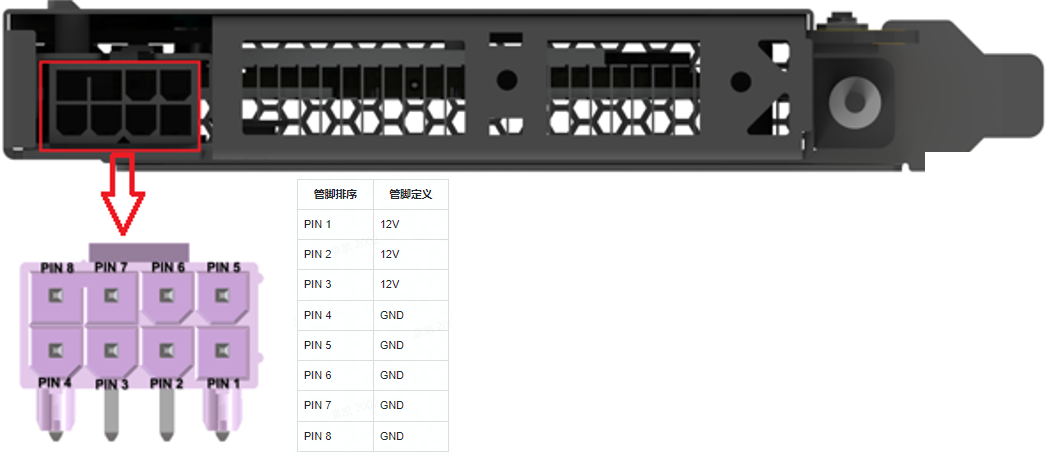 管脚排序 管脚定义
PIN 1 12V
PIN 2 12V
PIN 3 12V
PIN 4 GND
PIN 5 GND
PIN 6 GND
PIN 7 GND
PIN 8 GND
PIN 8 PIN 7 PIN 6 PIN 5
PIN 4 PIN 3 PIN 2 PIN 1